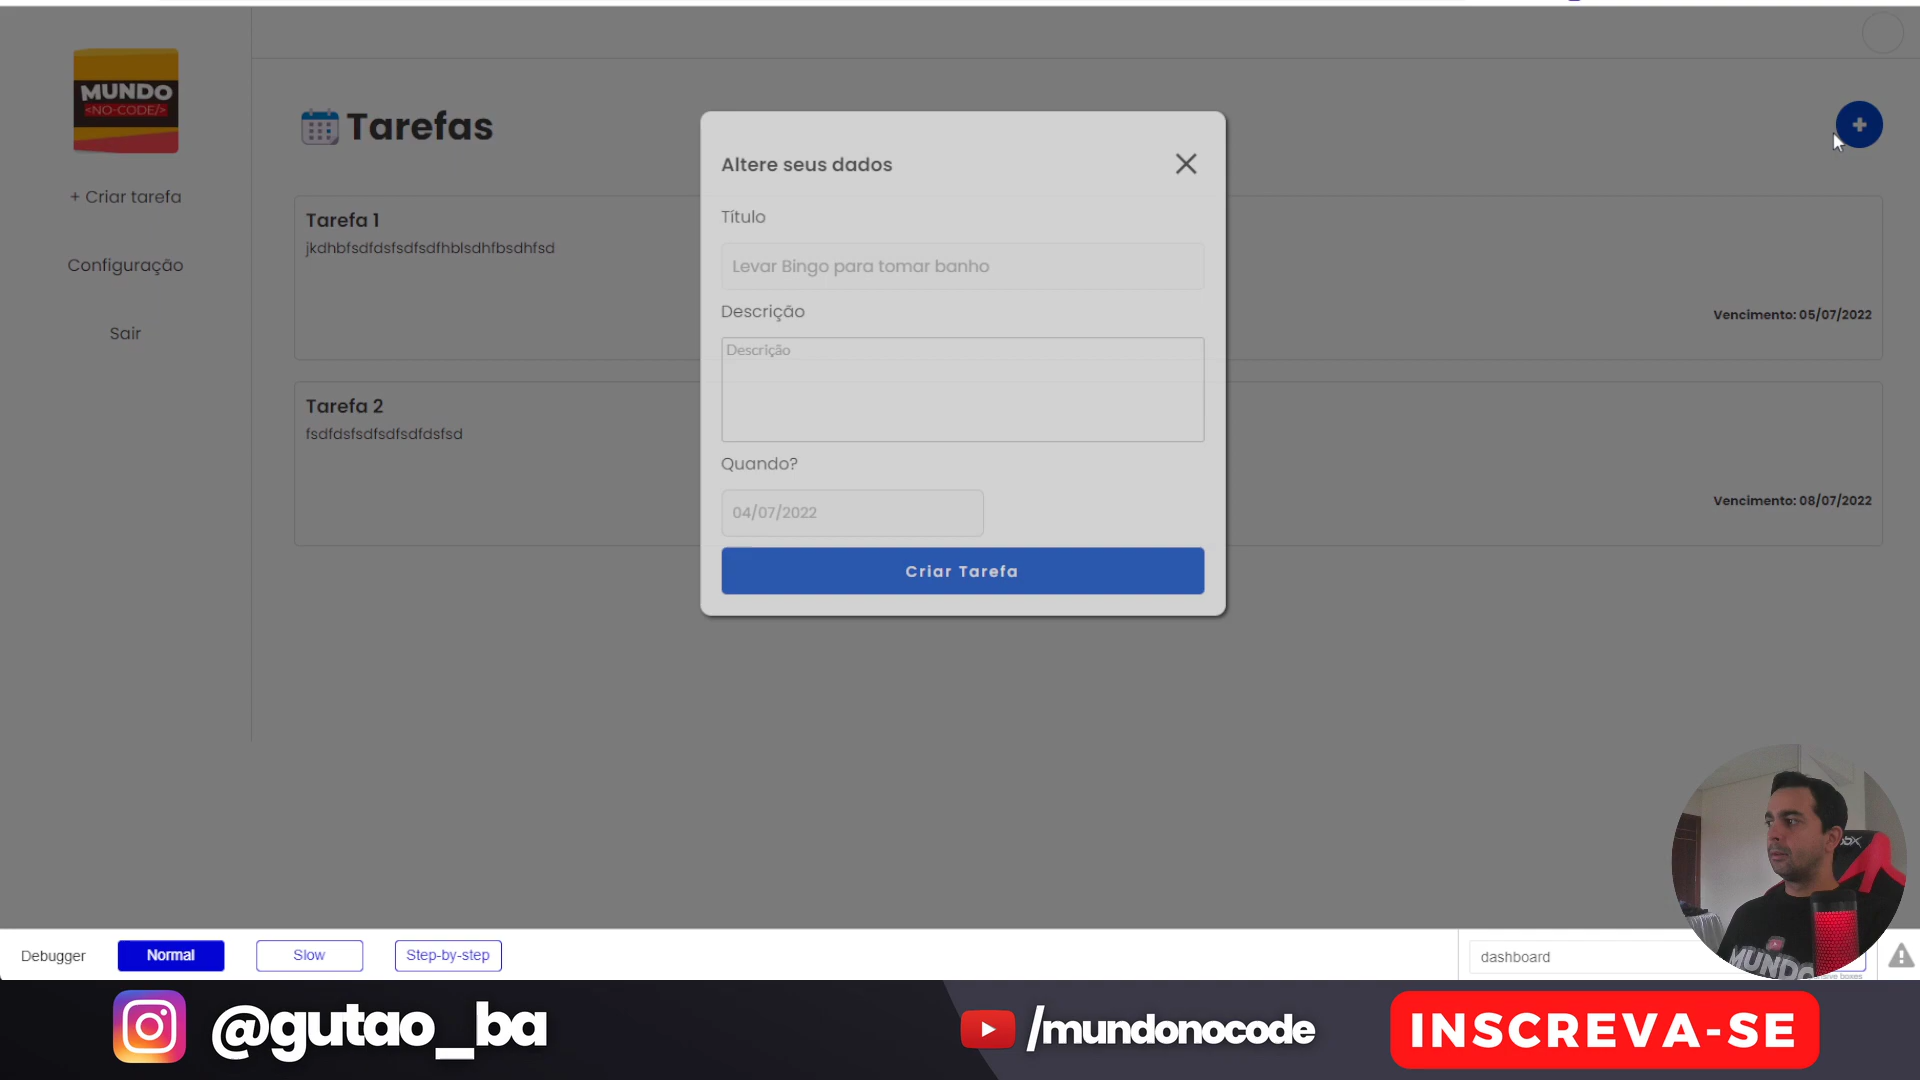 MUNDO
<NO-CODE/>
+ Criar tarefa
Configuração
Sair
Tarefas
+
Tarefa 1
jkdhbfsdfdsfsdfsdfhblsdhfbsdhfsd
Vencimento: 05/07/2022
Tarefa 2
fsdfdsfsdfsdfsdfdsfsd
Vencimento: 08/07/2022
Altere seus dados
Título
Levar Bingo para tomar banho
Descrição
Descrição
Quando?
04/07/2022
Criar Tarefa
Debugger
Normal
Slow
Step-by-step
dashboard
MUNDO
@gutao_ba
/mundonocode
INSCREVA-SE